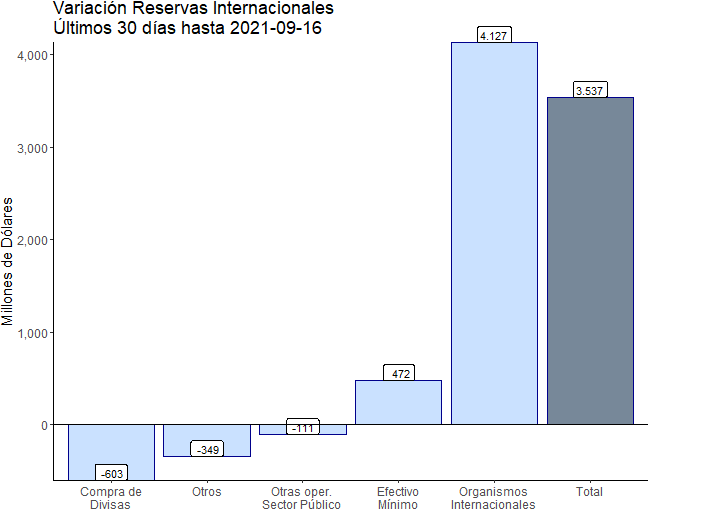 Variación Reservas Internacionales
Últimos 30 días hasta 2021-09-16
Millones de Dólares
4,000
3,000
2,000
1,000
0
-603
-349
-111
472
4.127
3.537
Compra de
Divisas
Otros
Otras oper.
Sector Público
Efectivo
Mínimo
Organismos
Internacionales
Total